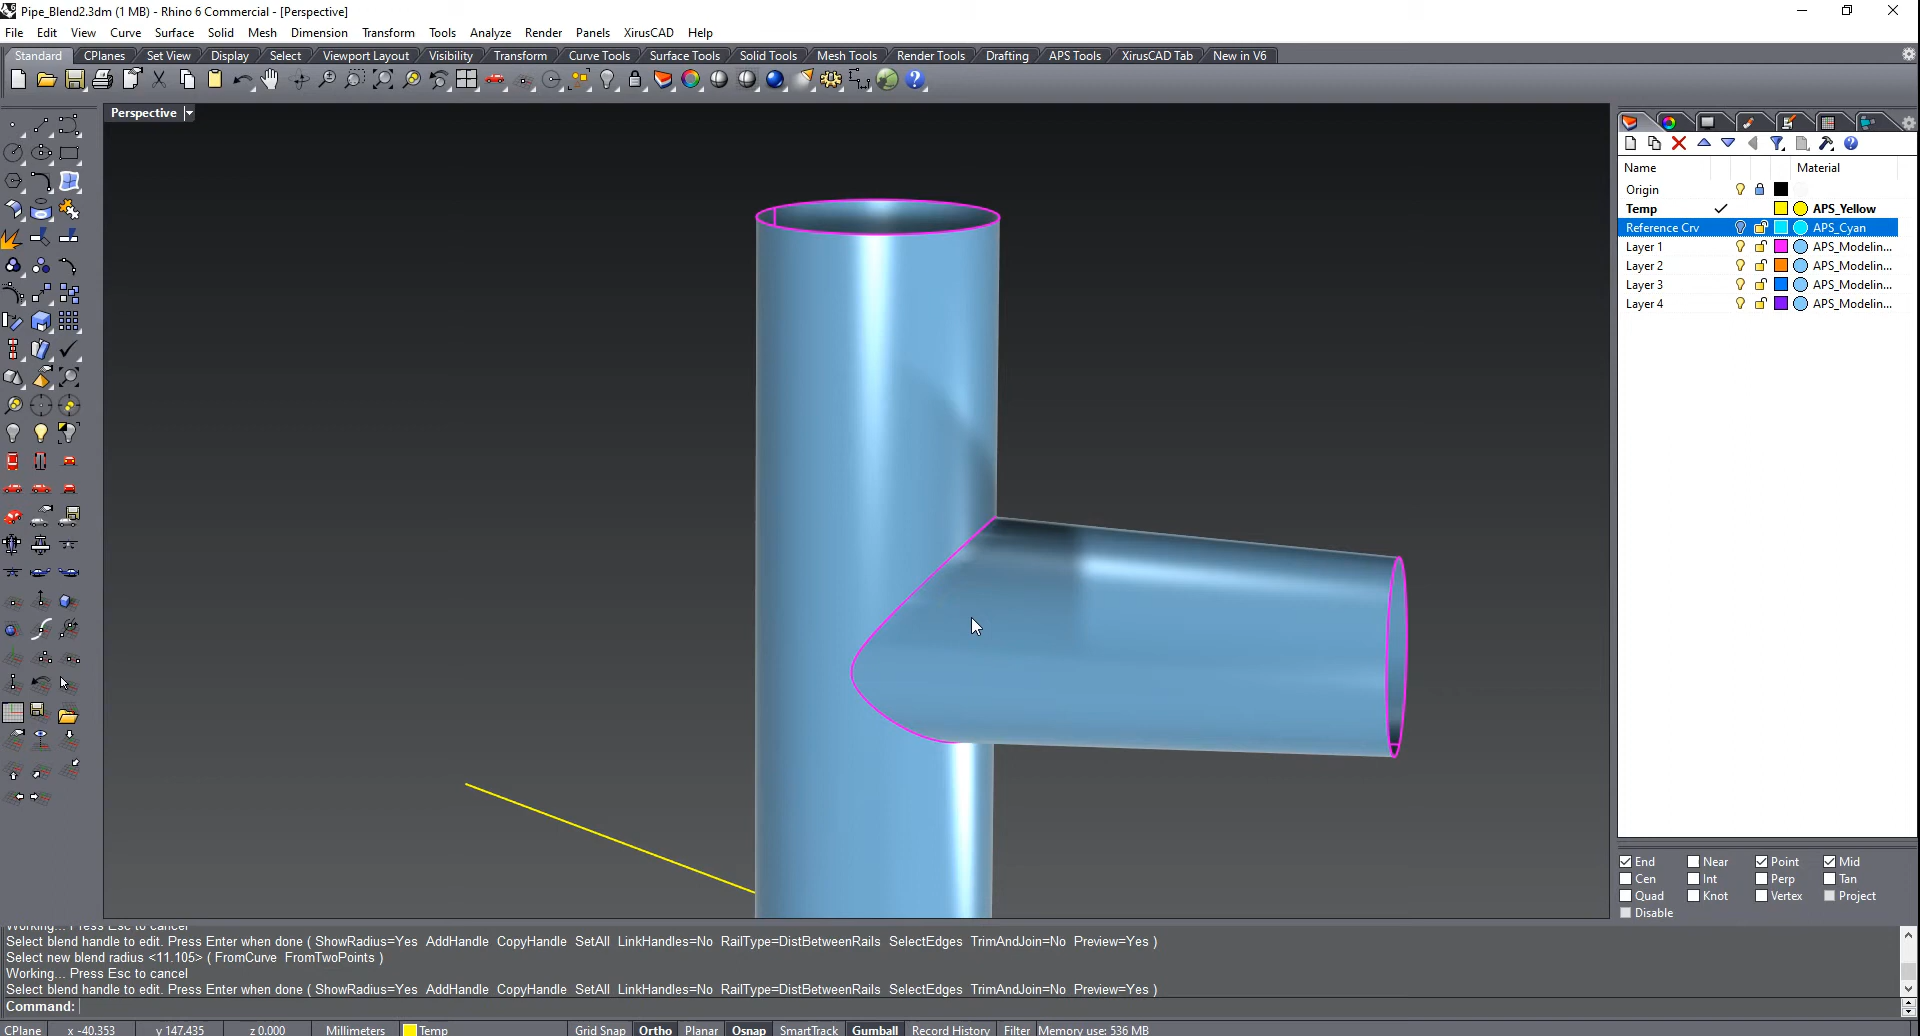 Pipe_Blend2.3dm (1 MB) - Rhino 6 Commercial - [Perspective]
File Edit View Curve Surface Solid Mesh Dimension Transform Tools Analyze Render Panels XirusCAD Help
Standard CPlanes Set View Display Select Viewport Layout Visibility Transform Curve Tools Surface Tools Solid Tools Mesh Tools Render Tools Drafting APS Tools XirusCAD Tab New in V6
Perspective
Name Material
Origin
Temp APS_Yellow
Reference Crv APS_Cyan
Layer 1 APS_Modelin...
Layer 2 APS_Modelin...
Layer 3 APS_Modelin...
Layer 4 APS_Modelin...
End Near Point Mid
Cen Int Perp Tan
Quad Knot Vertex Project
Disable
Working... Press Esc to cancel
Select blend handle to edit. Press Enter when done ( ShowRadius=Yes AddHandle CopyHandle SetAll LinkHandles=No RailType=DistBetweenRails SelectEdges TrimAndJoin=No Preview=Yes )
Select new blend radius <11.105> ( FromCurve FromTwoPoints )
Working... Press Esc to cancel
Select blend handle to edit. Press Enter when done ( ShowRadius=Yes AddHandle CopyHandle SetAll LinkHandles=No RailType=DistBetweenRails SelectEdges TrimAndJoin=No Preview=Yes )
Command:
CPlane x -40.353 y 147.435 z 0.000 Millimeters Temp Grid Snap Ortho Planar Osnap SmartTrack Gumball Record History Filter Memory use: 536 MB